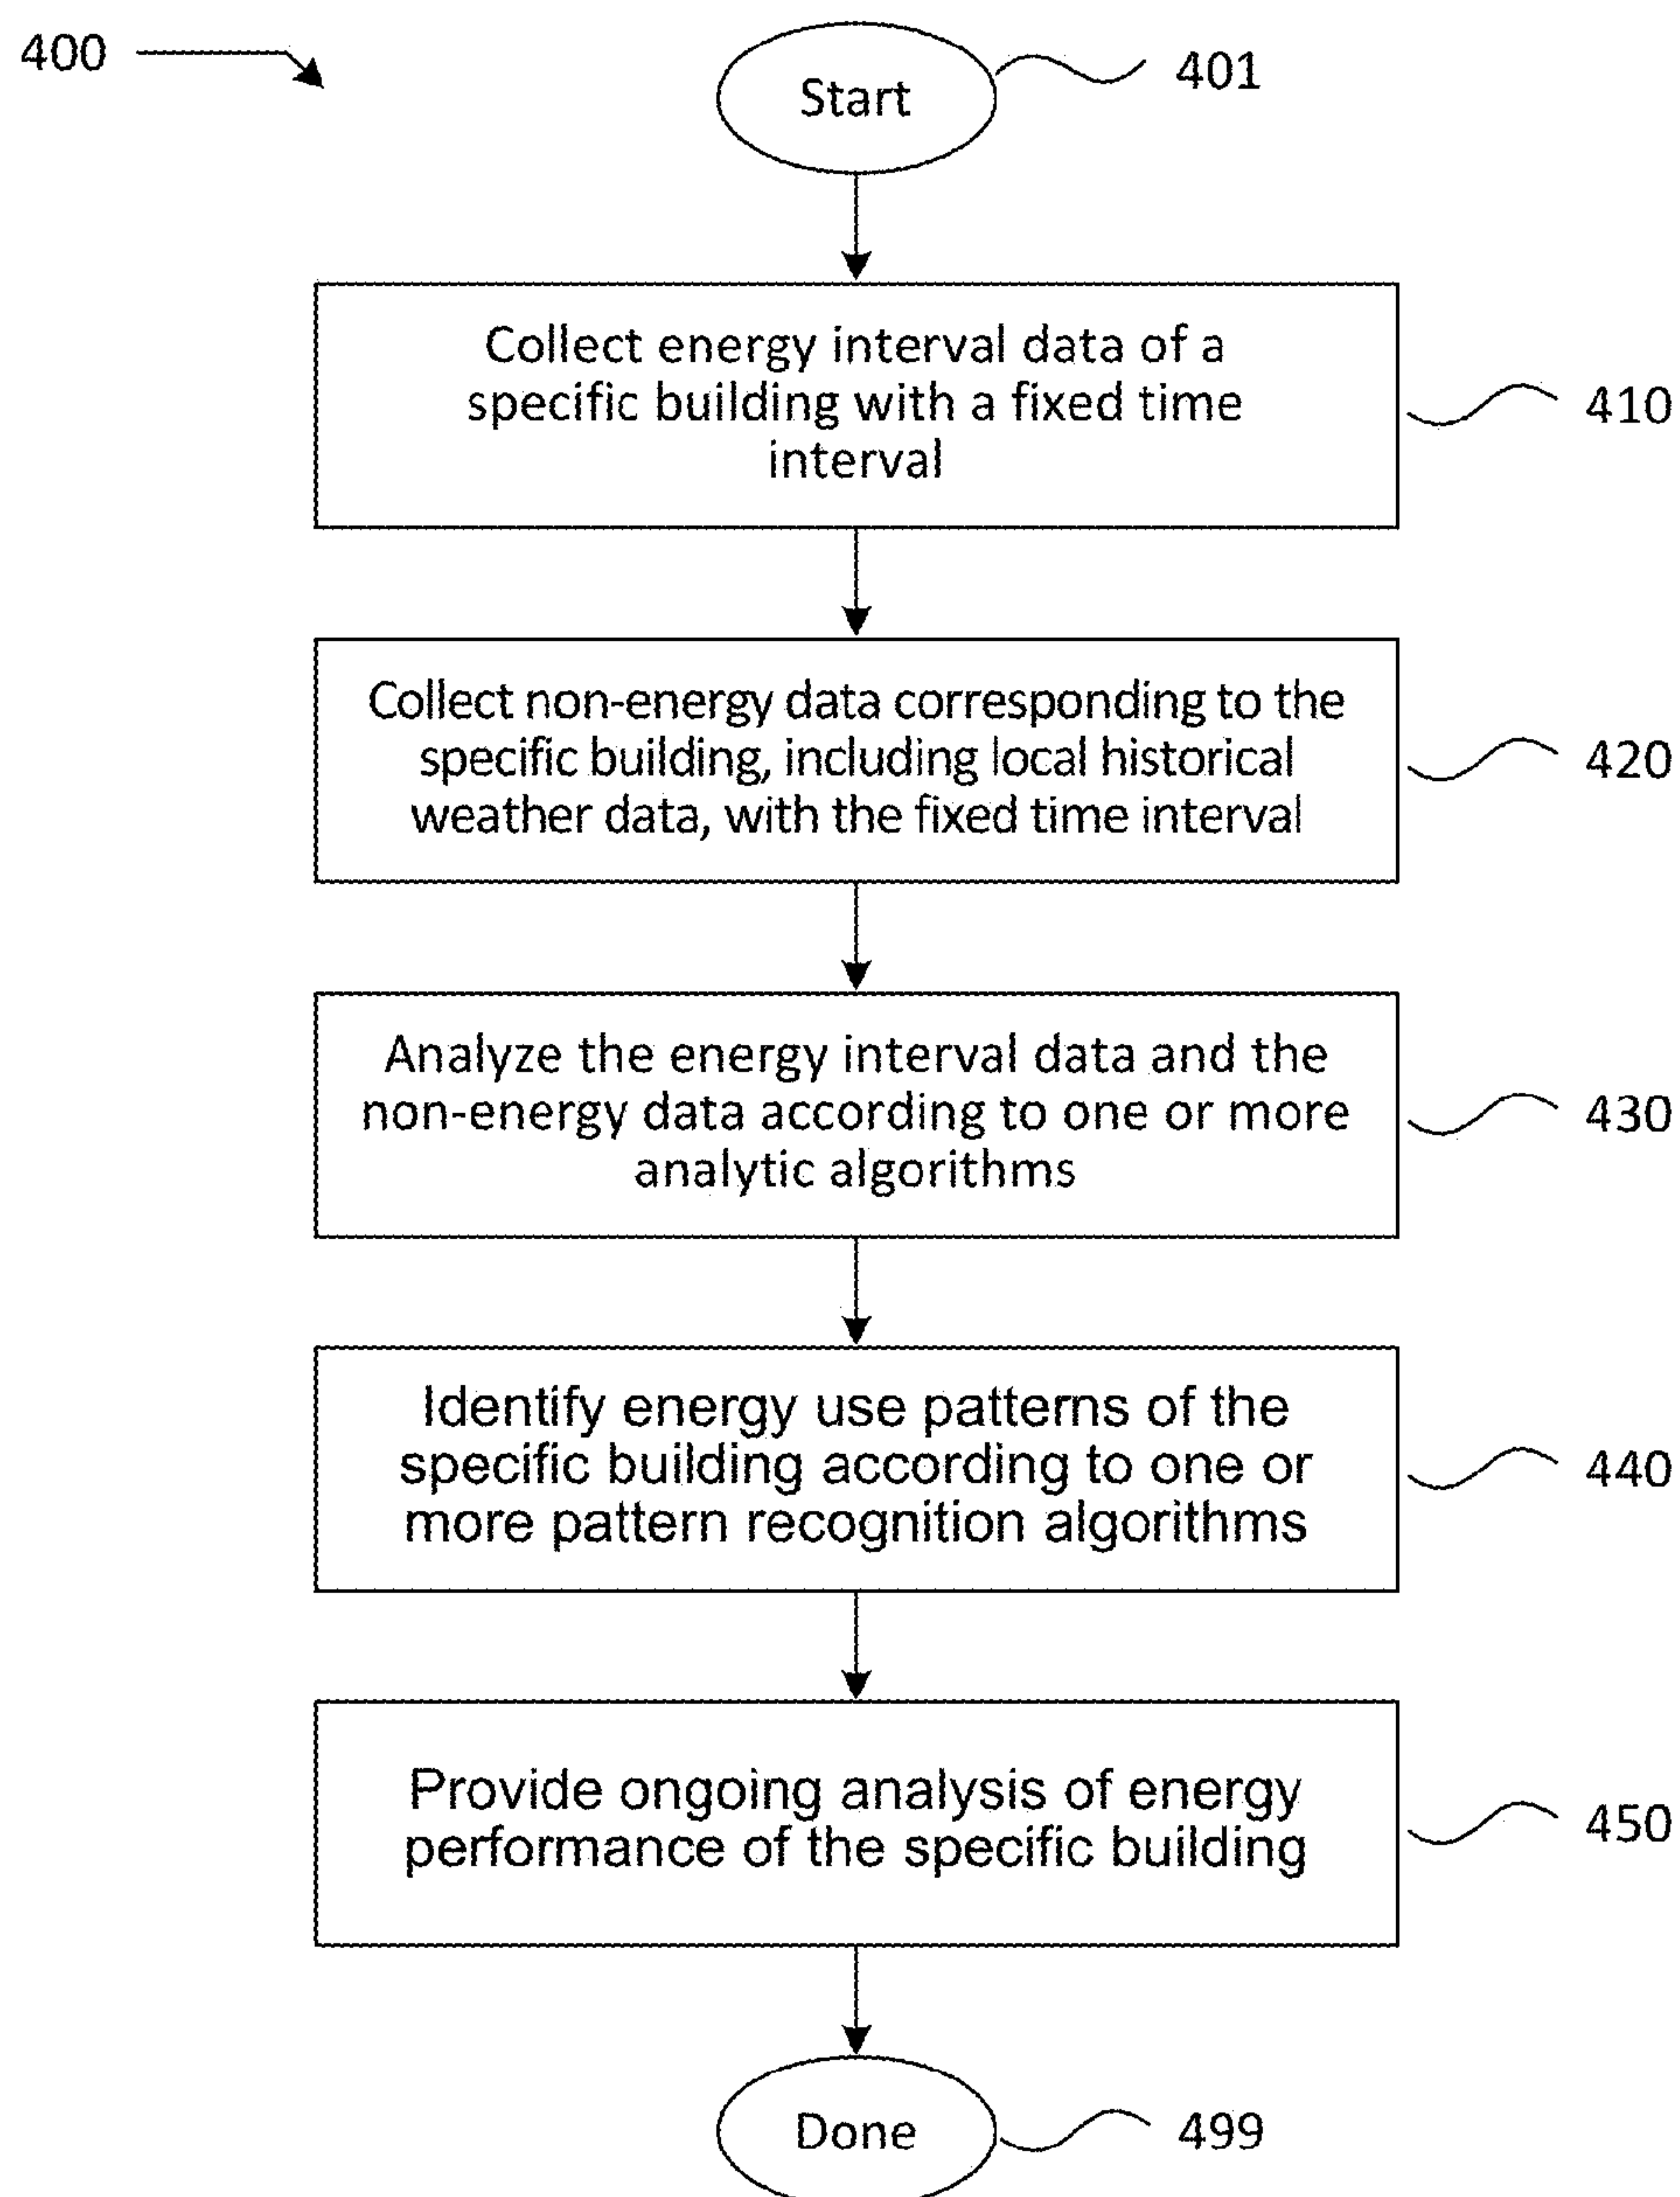 400
Start
401
Collect energy interval data of a
specific building with a fixed time
interval
410
Collect non-energy data corresponding to the
specific building, including local historical
weather data, with the fixed time interval
420
Analyze the energy interval data and the
non-energy data according to one or more
analytic algorithms
430
Identify energy use patterns of the
specific building according to one or
more pattern recognition algorithms
440
Provide ongoing analysis of energy
performance of the specific building
450
Done
499